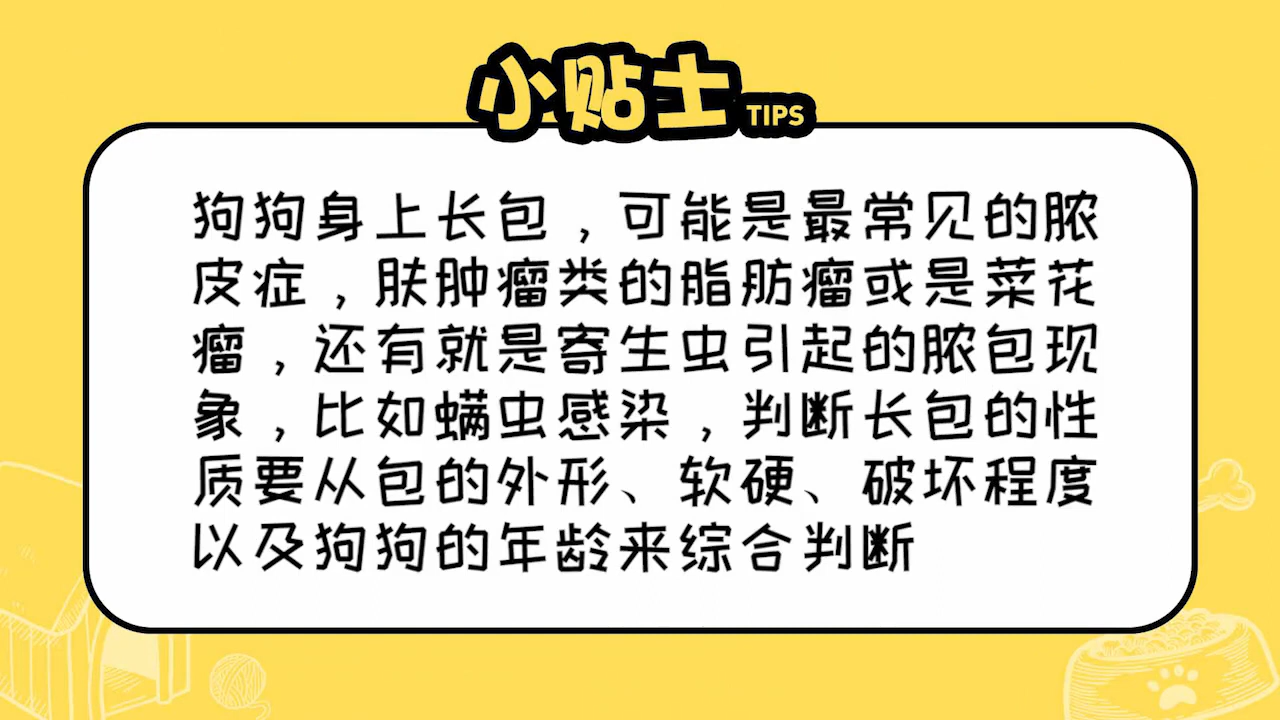 小贴士 TIPS
狗狗身上长包，可能是最常见的脓
皮症，肤肿瘤类的脂肪瘤或是菜花
瘤，还有就是寄生虫引起的脓包现
象，比如螨虫感染，判断长包的性
质要从包的外形、软硬、破坏程度
以及狗狗的年龄来综合判断